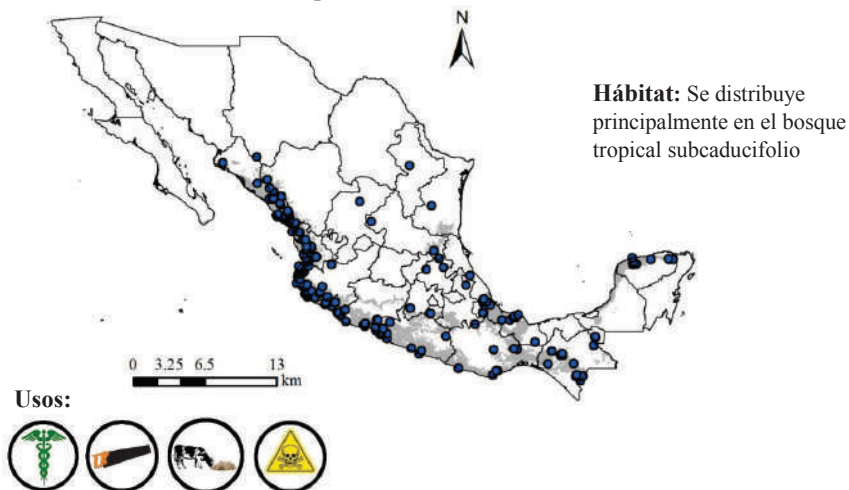 N
Hábitat: Se distribuye
principalmente en el bosque
tropical subcaducifolio
0 3.25 6.5 13
km
Usos: